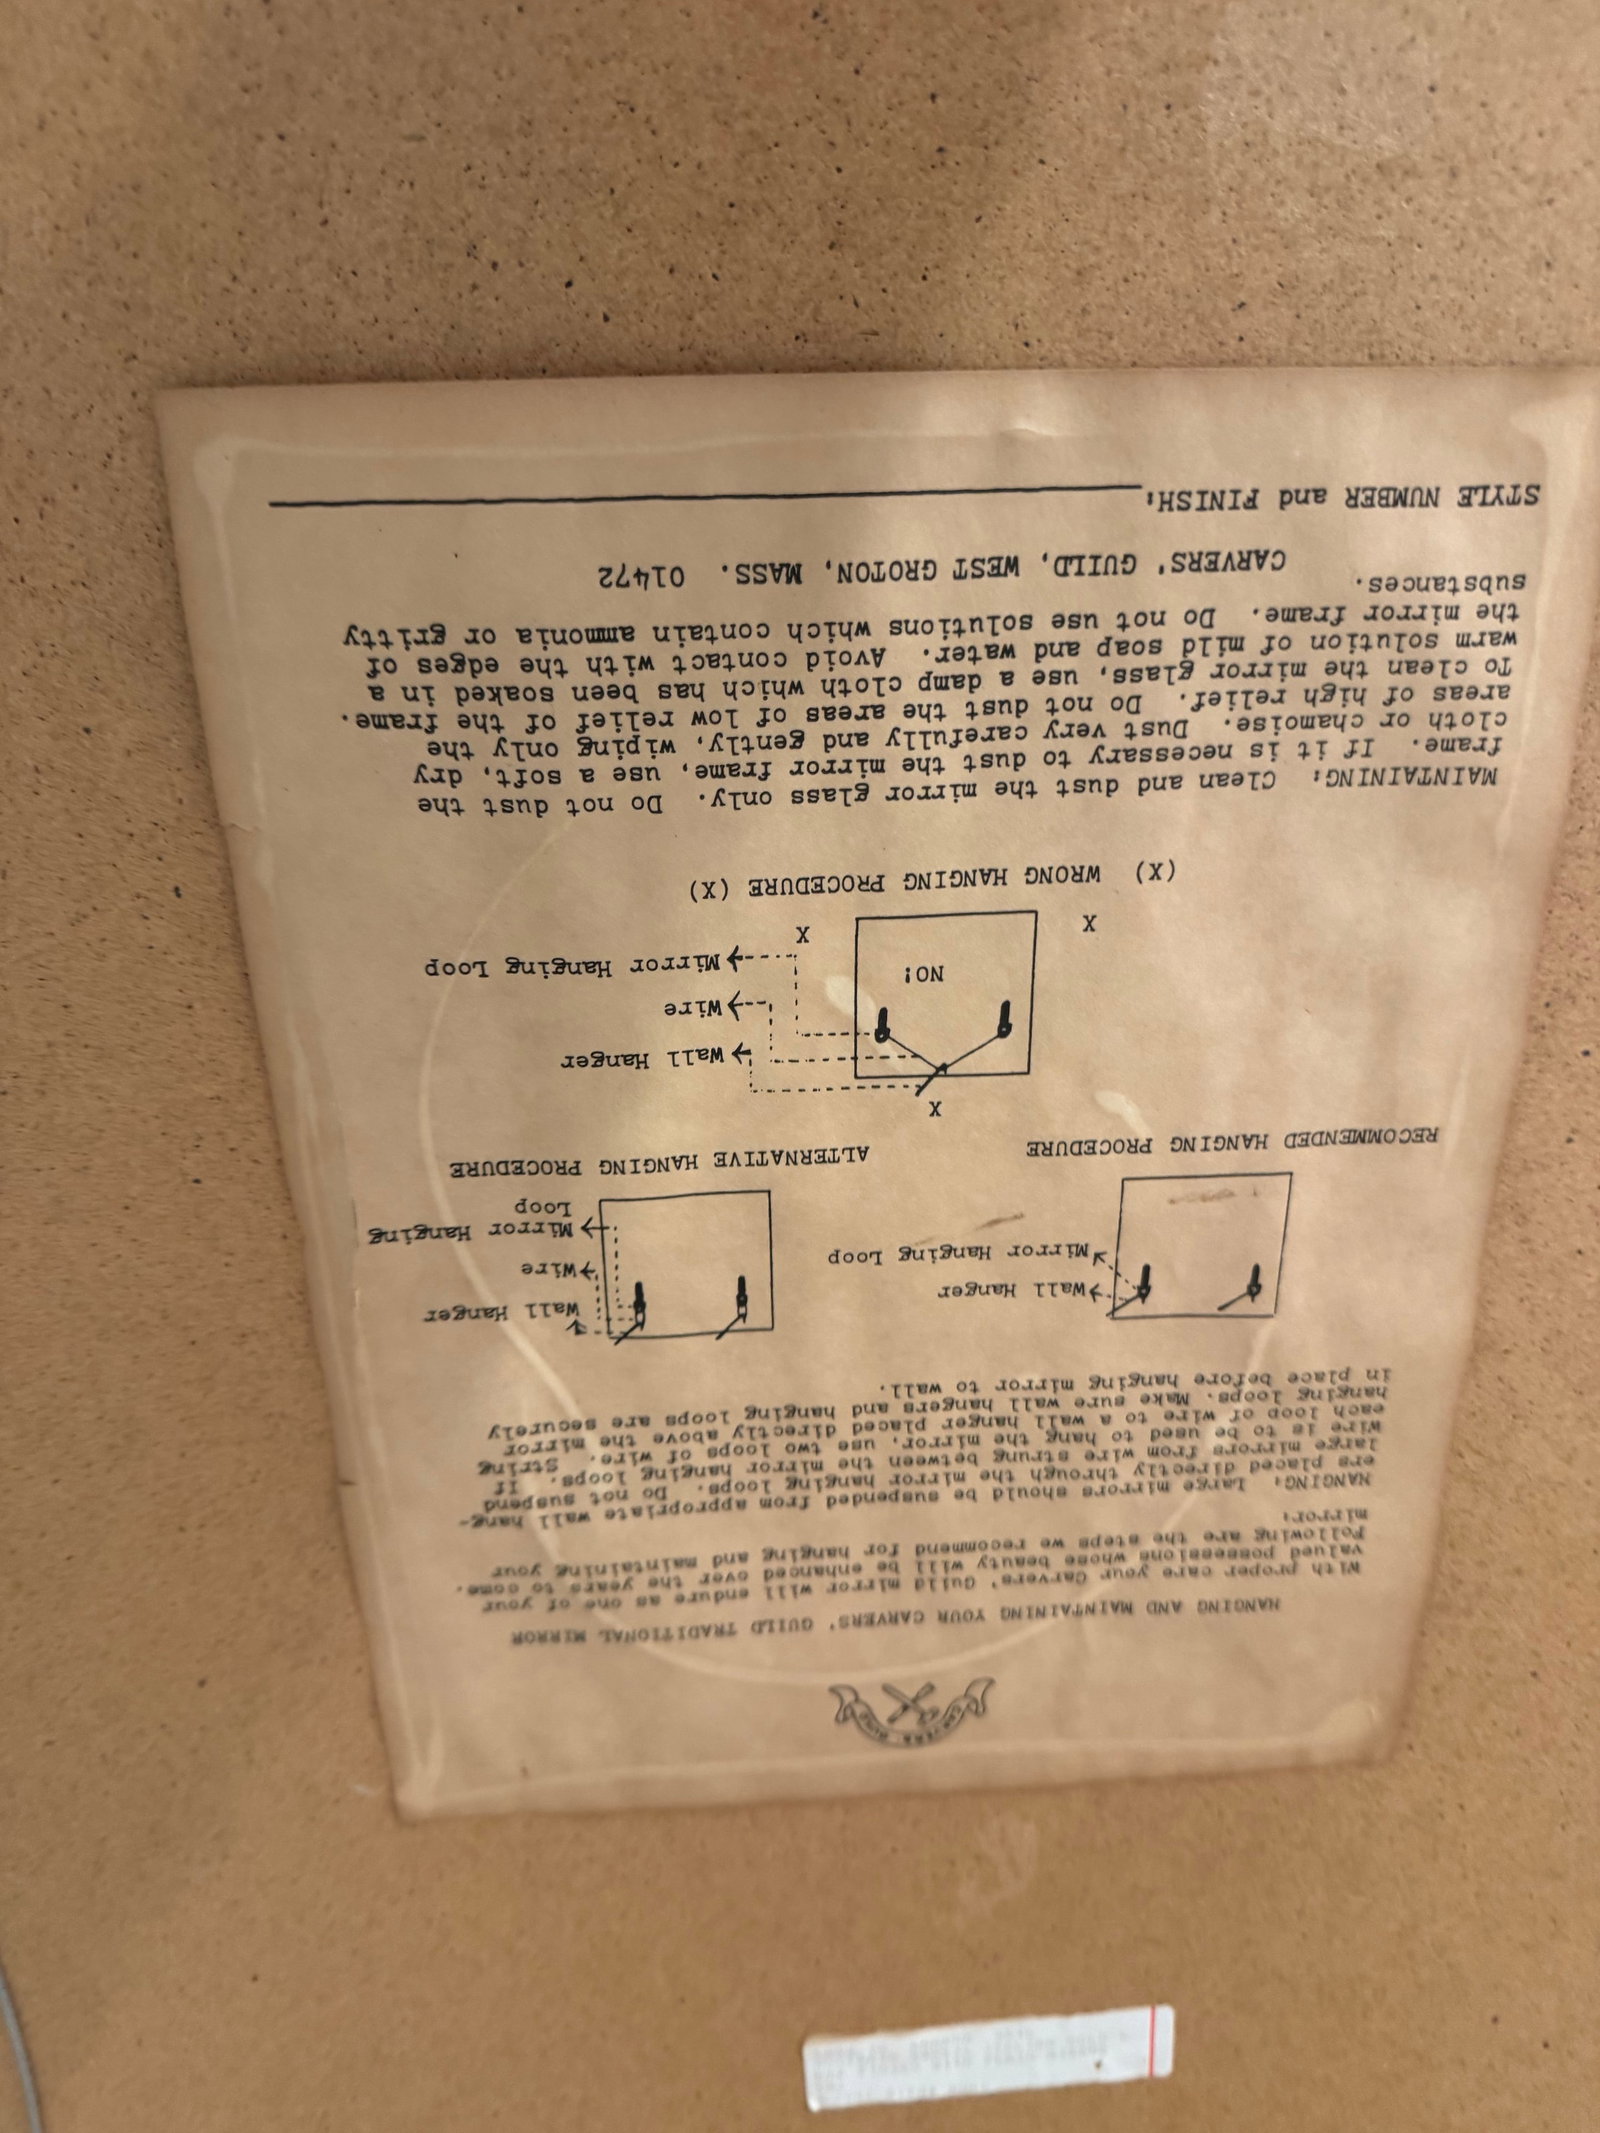 CARVERS GUILD
HANGING AND MAINTAINING YOUR CARVERS' GUILD TRADITIONAL MIRROR
With proper care your Carvers' Guild mirror will endure as one of your
valued possessions whose beauty will be enhanced over the years to come.
Following are the steps we recommend for hanging and maintaining your
mirror:
HANGING: Large mirrors should be suspended from appropriate wall hang-
ers placed directly through the mirror hanging loops. Do not suspend
large mirrors from wire strung between the mirror hanging loops. If
wire is to be used to hang the mirror, use two loops of wire. String
each loop of wire to a wall hanger placed directly above the mirror
hanging loops. Make sure wall hangers and hanging loops are securely
in place before hanging mirror to wall.
Wall Hanger
Mirror Hanging Loop
RECOMMENDED HANGING PROCEDURE
Wall Hanger
Wire
Mirror Hanging
Loop
ALTERNATIVE HANGING PROCEDURE
X
Wall Hanger
Wire
NO!
Mirror Hanging Loop
X X
(X) WRONG HANGING PROCEDURE (X)
MAINTAINING: Clean and dust the mirror glass only. Do not dust the
frame. If it is necessary to dust the mirror frame, use a soft, dry
cloth or chamoise. Dust very carefully and gently, wiping only the
areas of high relief. Do not dust the areas of low relief of the frame.
To clean the mirror glass, use a damp cloth which has been soaked in a
warm solution of mild soap and water. Avoid contact with the edges of
the mirror frame. Do not use solutions which contain ammonia or gritty
substances.
CARVERS' GUILD, WEST GROTON, MASS. 01472
STYLE NUMBER and FINISH: